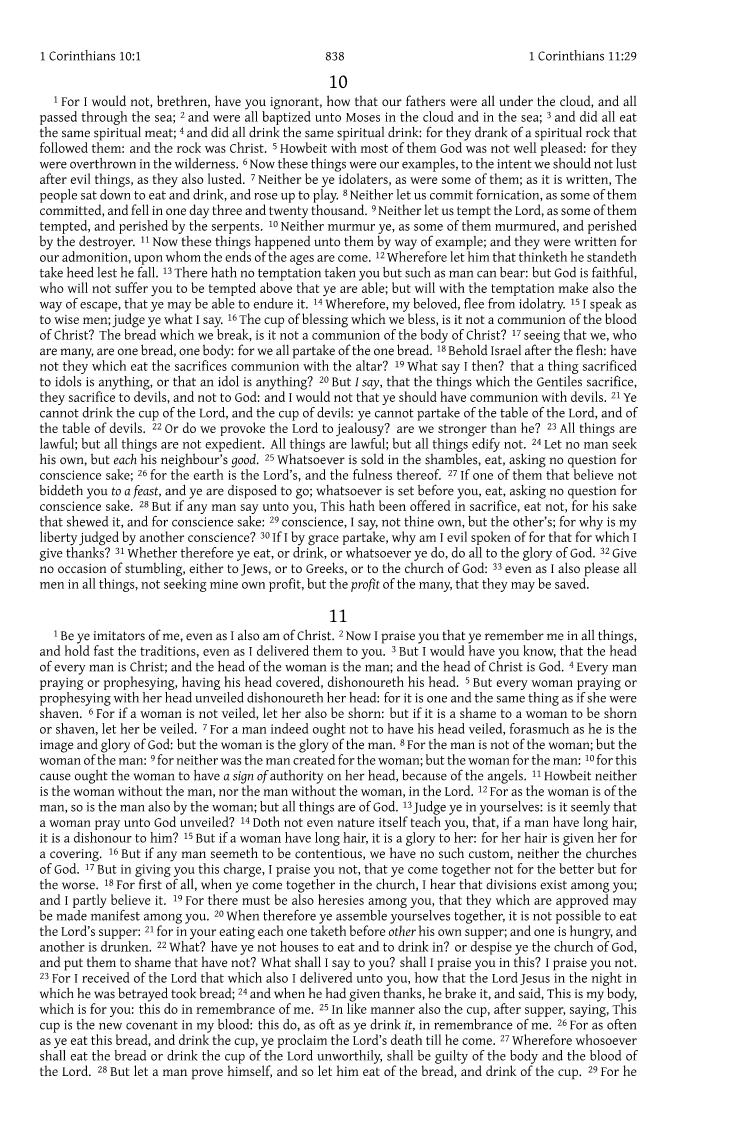 1 Corinthians 10:1 838 1 Corinthians 11:29
10
1 For I would not, brethren, have you ignorant, how that our fathers were all under the cloud, and all
passed through the sea; 2 and were all baptized unto Moses in the cloud and in the sea; 3 and did all eat
the same spiritual meat; 4 and did all drink the same spiritual drink: for they drank of a spiritual rock that
followed them: and the rock was Christ. 5 Howbeit with most of them God was not well pleased: for they
were overthrown in the wilderness. 6 Now these things were our examples, to the intent we should not lust
after evil things, as they also lusted. 7 Neither be ye idolaters, as were some of them; as it is written, The
people sat down to eat and drink, and rose up to play. 8 Neither let us commit fornication, as some of them
committed, and fell in one day three and twenty thousand. 9 Neither let us tempt the Lord, as some of them
tempted, and perished by the serpents. 10 Neither murmur ye, as some of them murmured, and perished
by the destroyer. 11 Now these things happened unto them by way of example; and they were written for
our admonition, upon whom the ends of the ages are come. 12 Wherefore let him that thinketh he standeth
take heed lest he fall. 13 There hath no temptation taken you but such as man can bear: but God is faithful,
who will not suffer you to be tempted above that ye are able; but will with the temptation make also the
way of escape, that ye may be able to endure it. 14 Wherefore, my beloved, flee from idolatry. 15 I speak as
to wise men; judge ye what I say. 16 The cup of blessing which we bless, is it not a communion of the blood
of Christ? The bread which we break, is it not a communion of the body of Christ? 17 seeing that we, who
are many, are one bread, one body: for we all partake of the one bread. 18 Behold Israel after the flesh: have
not they which eat the sacrifices communion with the altar? 19 What say I then? that a thing sacrificed
to idols is anything, or that an idol is anything? 20 But I say, that the things which the Gentiles sacrifice,
they sacrifice to devils, and not to God: and I would not that ye should have communion with devils. 21 Ye
cannot drink the cup of the Lord, and the cup of devils: ye cannot partake of the table of the Lord, and of
the table of devils. 22 Or do we provoke the Lord to jealousy? are we stronger than he? 23 All things are
lawful; but all things are not expedient. All things are lawful; but all things edify not. 24 Let no man seek
his own, but each his neighbour's good. 25 Whatsoever is sold in the shambles, eat, asking no question for
conscience sake; 26 for the earth is the Lord's, and the fulness thereof. 27 If one of them that believe not
biddeth you to a feast, and ye are disposed to go; whatsoever is set before you, eat, asking no question for
conscience sake. 28 But if any man say unto you, This hath been offered in sacrifice, eat not, for his sake
that shewed it, and for conscience sake: 29 conscience, I say, not thine own, but the other's; for why is my
liberty judged by another conscience? 30 If I by grace partake, why am I evil spoken of for that for which I
give thanks? 31 Whether therefore ye eat, or drink, or whatsoever ye do, do all to the glory of God. 32 Give
no occasion of stumbling, either to Jews, or to Greeks, or to the church of God: 33 even as I also please all
men in all things, not seeking mine own profit, but the profit of the many, that they may be saved.
11
1 Be ye imitators of me, even as I also am of Christ. 2 Now I praise you that ye remember me in all things,
and hold fast the traditions, even as I delivered them to you. 3 But I would have you know, that the head
of every man is Christ; and the head of the woman is the man; and the head of Christ is God. 4 Every man
praying or prophesying, having his head covered, dishonoureth his head. 5 But every woman praying or
prophesying with her head unveiled dishonoureth her head: for it is one and the same thing as if she were
shaven. 6 For if a woman is not veiled, let her also be shorn: but if it is a shame to a woman to be shorn
or shaven, let her be veiled. 7 For a man indeed ought not to have his head veiled, forasmuch as he is the
image and glory of God: but the woman is the glory of the man. 8 For the man is not of the woman; but the
woman of the man: 9 for neither was the man created for the woman; but the woman for the man: 10 for this
cause ought the woman to have a sign of authority on her head, because of the angels. 11 Howbeit neither
is the woman without the man, nor the man without the woman, in the Lord. 12 For as the woman is of the
man, so is the man also by the woman; but all things are of God. 13 Judge ye in yourselves: is it seemly that
a woman pray unto God unveiled? 14 Doth not even nature itself teach you, that, if a man have long hair,
it is a dishonour to him? 15 But if a woman have long hair, it is a glory to her: for her hair is given her for
a covering. 16 But if any man seemeth to be contentious, we have no such custom, neither the churches
of God. 17 But in giving you this charge, I praise you not, that ye come together not for the better but for
the worse. 18 For first of all, when ye come together in the church, I hear that divisions exist among you;
and I partly believe it. 19 For there must be also heresies among you, that they which are approved may
be made manifest among you. 20 When therefore ye assemble yourselves together, it is not possible to eat
the Lord's supper: 21 for in your eating each one taketh before other his own supper; and one is hungry, and
another is drunken. 22 What? have ye not houses to eat and to drink in? or despise ye the church of God,
and put them to shame that have not? What shall I say to you? shall I praise you in this? I praise you not.
23 For I received of the Lord that which also I delivered unto you, how that the Lord Jesus in the night in
which he was betrayed took bread; 24 and when he had given thanks, he brake it, and said, This is my body,
which is for you: this do in remembrance of me. 25 In like manner also the cup, after supper, saying, This
cup is the new covenant in my blood: this do, as oft as ye drink it, in remembrance of me. 26 For as often
as ye eat this bread, and drink the cup, ye proclaim the Lord's death till he come. 27 Wherefore whosoever
shall eat the bread or drink the cup of the Lord unworthily, shall be guilty of the body and the blood of
the Lord. 28 But let a man prove himself, and so let him eat of the bread, and drink of the cup. 29 For he